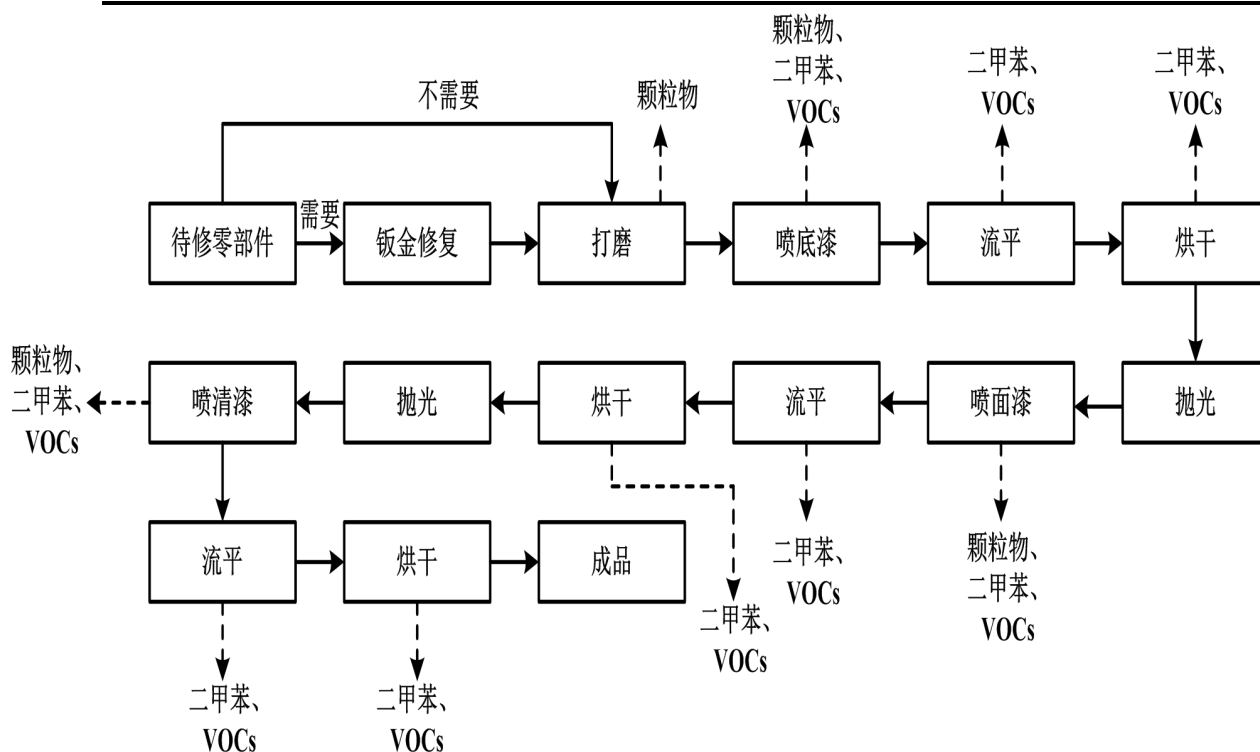 颗粒物、
二甲苯、
VOCs
二甲苯、
VOCs
二甲苯、
VOCs
不需要
颗粒物
需要
待修零部件
钣金修复
打磨
喷底漆
流平
烘干
颗粒物、
二甲苯、
VOCs
喷清漆
抛光
烘干
流平
喷面漆
抛光
流平
烘干
成品
二甲苯、
VOCs
颗粒物、
二甲苯、
VOCs
二甲苯、
VOCs
二甲苯、
VOCs
二甲苯、
VOCs